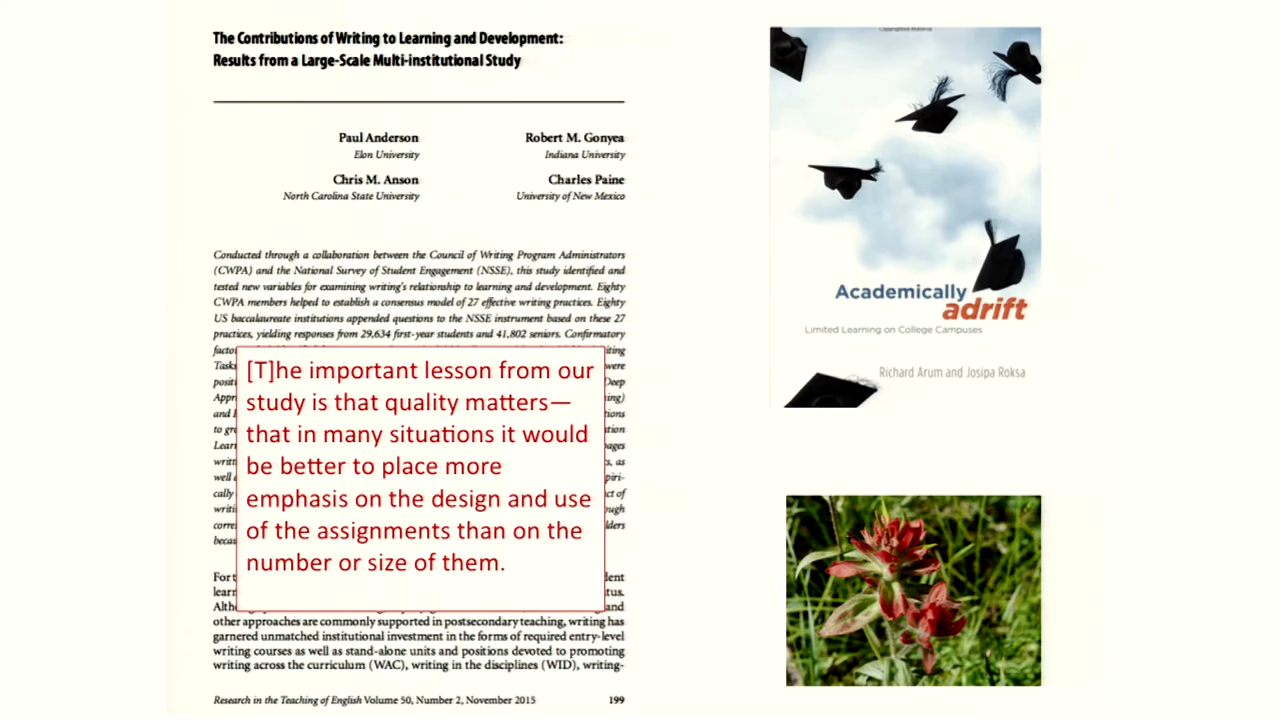 The Contributions of Writing to Learning and Development:
Results from a Large-Scale Multi-institutional Study
Paul Anderson
Elon University
Robert M. Gonyea
Indiana University
Chris M. Anson
North Carolina State University
Charles Paine
University of New Mexico
Conducted through a collaboration between the Council of Writing Program Administrators
(CWPA) and the National Survey of Student Engagement (NSSE), this study identified and
tested new variables for examining writing's relationship to learning and development. Eighty
CWPA members helped to establish a consensus model of 27 effective writing practices. Eighty
US baccalaureate institutions appended questions to the NSSE instrument based on these 27
practices, yielding responses from 29,634 first-year students and 41,802 seniors. Confirmatory
[T]he important lesson from our
study is that quality matters—
that in many situations it would
be better to place more
emphasis on the design and use
of the assignments than on the
number or size of them.
other approaches are commonly supported in postsecondary teaching, writing has
garnered unmatched institutional investment in the forms of required entry-level
writing courses as well as stand-alone units and positions devoted to promoting
writing across the curriculum (WAC), writing in the disciplines (WID), writing-
Research in the Teaching of English Volume 50, Number 2, November 2015
199
Copyrighted Material
Academically
adrift
Limited Learning on College Campuses
Richard Arum and Josipa Roksa